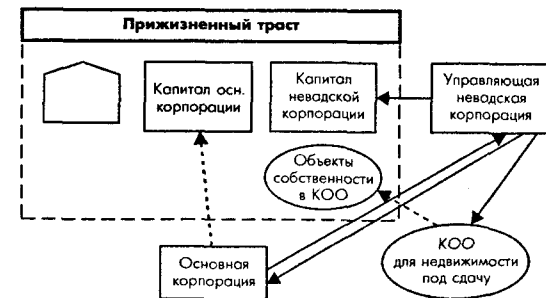 Прижизненный траст
Капитал осн.
корпорации
Капитал
невадской
корпорации
Управляющая
невадская
корпорация
Объекты
собственности
в КОО
Основная
корпорация
КОО
для недвижимости
под сдачу